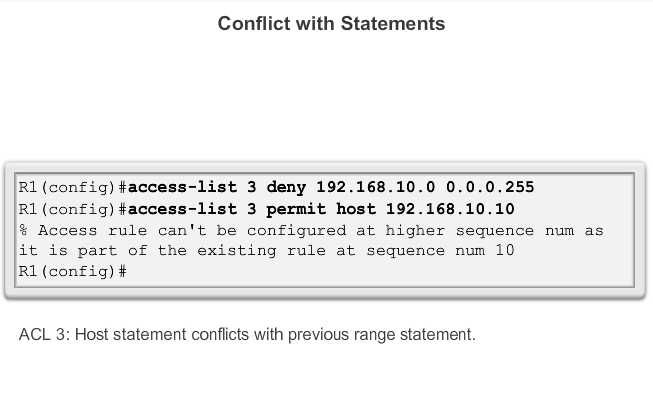 Conflict with Statements
R1(config)#access-list 3 deny 192.168.10.0 0.0.0.255
R1(config)#access-list 3 permit host 192.168.10.10
% Access rule can't be configured at higher sequence num as
it is part of the existing rule at sequence num 10
R1(config)#
ACL 3: Host statement conflicts with previous range statement.